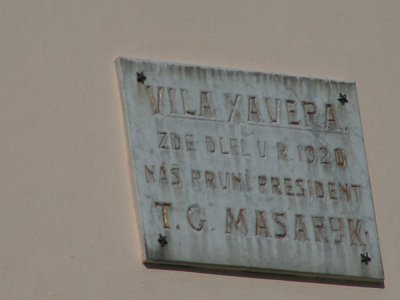 VILA XAVERA.
ZDE DLEL V R. 1920
NÁŠ PRVNÍ PRESIDENT
T. G. MASARYK.